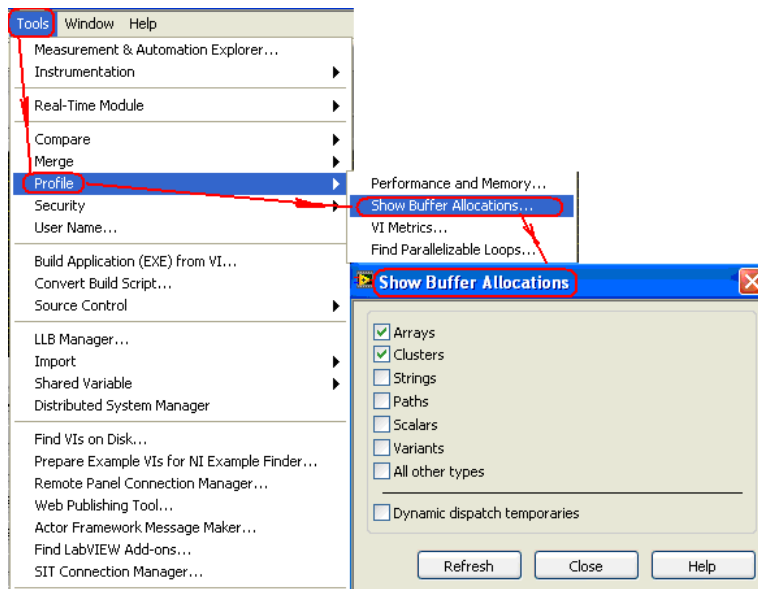 Tools Window Help
Measurement & Automation Explorer...
Instrumentation
Real-Time Module
Compare
Merge
Profile
Security
User Name...
Build Application (EXE) from VI...
Convert Build Script...
Source Control
LLB Manager...
Import
Shared Variable
Distributed System Manager
Find VIs on Disk...
Prepare Example VIs for NI Example Finder...
Remote Panel Connection Manager...
Web Publishing Tool...
Actor Framework Message Maker...
Find LabVIEW Add-ons...
SIT Connection Manager...
Performance and Memory...
Show Buffer Allocations...
VI Metrics...
Find Parallelizable Loops...
Show Buffer Allocations
Arrays
Clusters
Strings
Paths
Scalars
Variants
All other types
Dynamic dispatch temporaries
Refresh Close Help